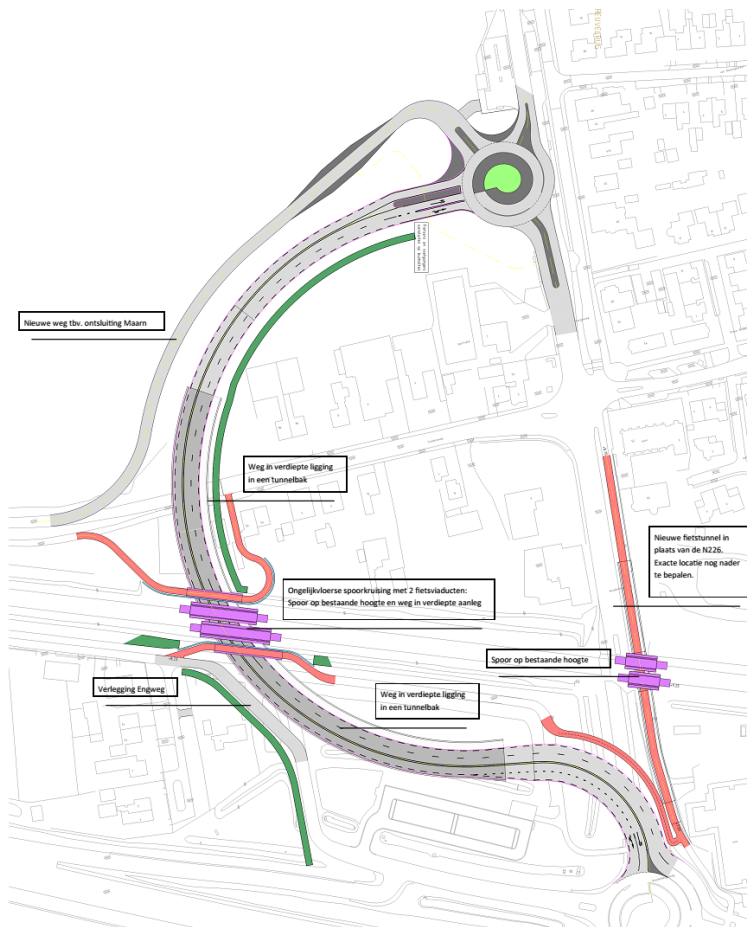 Nieuwe weg tbv. ontsluiting Maarn
Weg in verdiepte ligging
in een tunnelbak
Nieuwe fietstunnel in
plaats van de N226.
Exacte locatie nog nader
te bepalen.
Ongelijkvloerse spoorkruising met 2 fietsviaducten:
Spoor op bestaande hoogte en weg in verdiepte aanleg
Spoor op bestaande hoogte
Verlegging Engweg
Weg in verdiepte ligging
in een tunnelbak